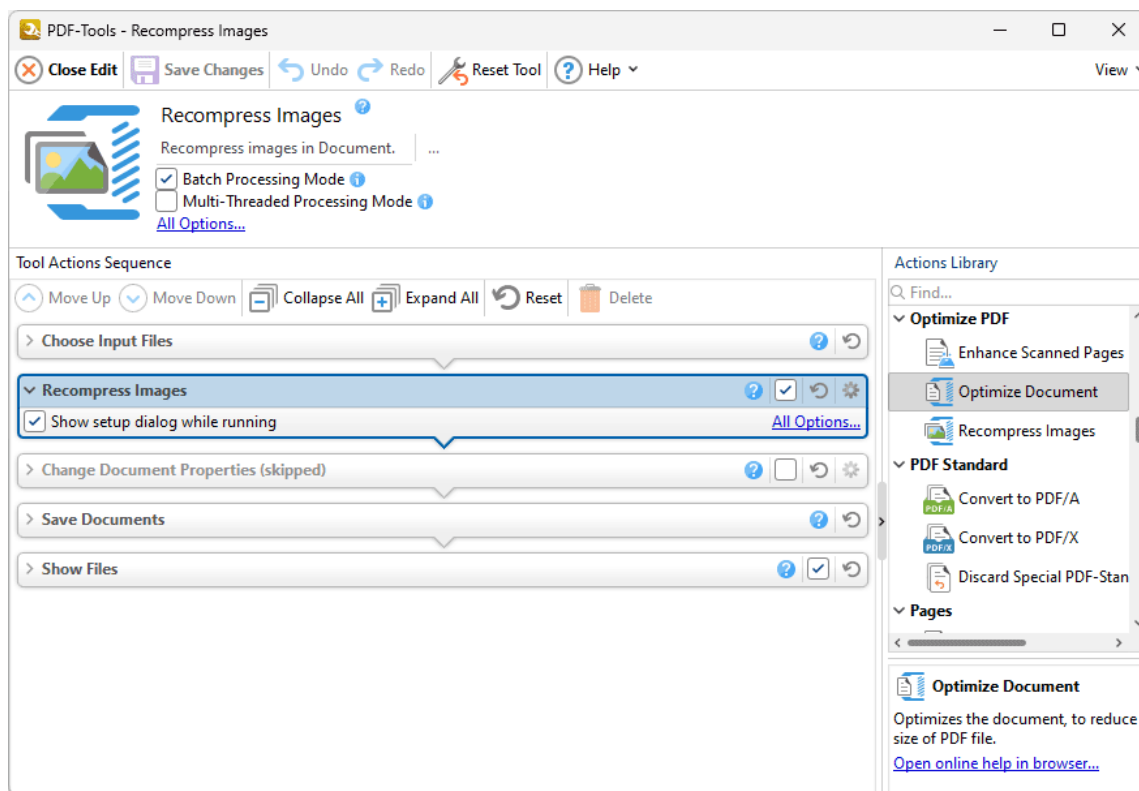 PDF-Tools - Recompress Images
Close Edit Save Changes Undo Redo Reset Tool ? Help View
Recompress Images ?
Recompress images in Document. ...
Batch Processing Mode i
Multi-Threaded Processing Mode i
All Options...
Tool Actions Sequence
Move Up Move Down Collapse All Expand All Reset Delete
Choose Input Files ?
Recompress Images ?
Show setup dialog while running All Options...
Change Document Properties (skipped) ?
Save Documents ?
Show Files ?
Actions Library
Find...
Optimize PDF
Enhance Scanned Pages
Optimize Document
Recompress Images
PDF Standard
PDF/A Convert to PDF/A
PDF/X Convert to PDF/X
Discard Special PDF-Stan
Pages
Optimize Document
Optimizes the document, to reduce
size of PDF file.
Open online help in browser...